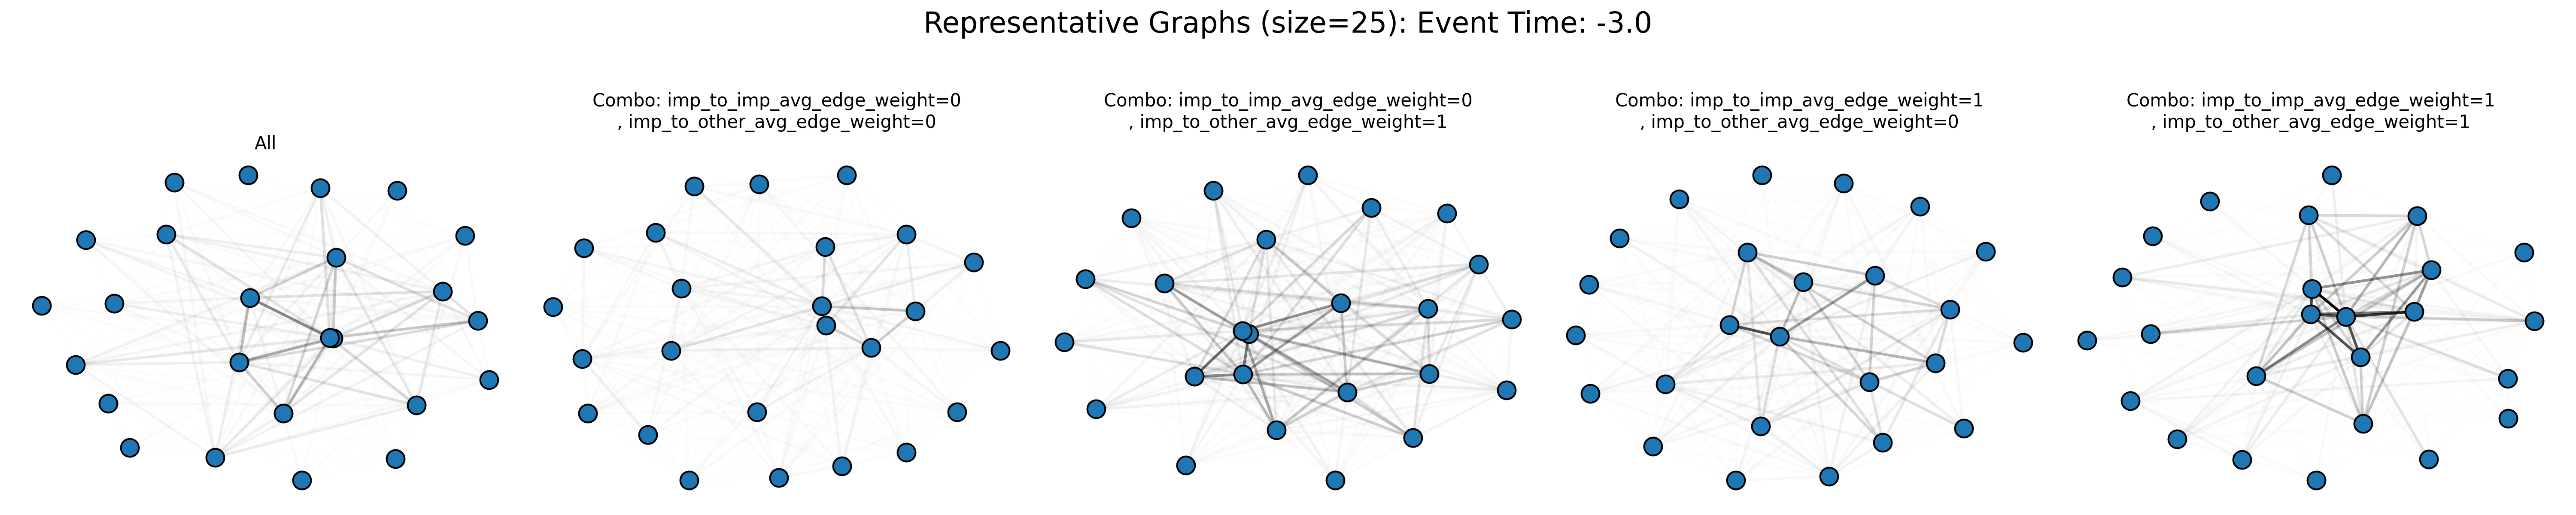 Representative Graphs (size=25): Event Time: -3.0
All
Combo: imp_to_imp_avg_edge_weight=0
, imp_to_other_avg_edge_weight=0
Combo: imp_to_imp_avg_edge_weight=0
, imp_to_other_avg_edge_weight=1
Combo: imp_to_imp_avg_edge_weight=1
, imp_to_other_avg_edge_weight=0
Combo: imp_to_imp_avg_edge_weight=1
, imp_to_other_avg_edge_weight=1